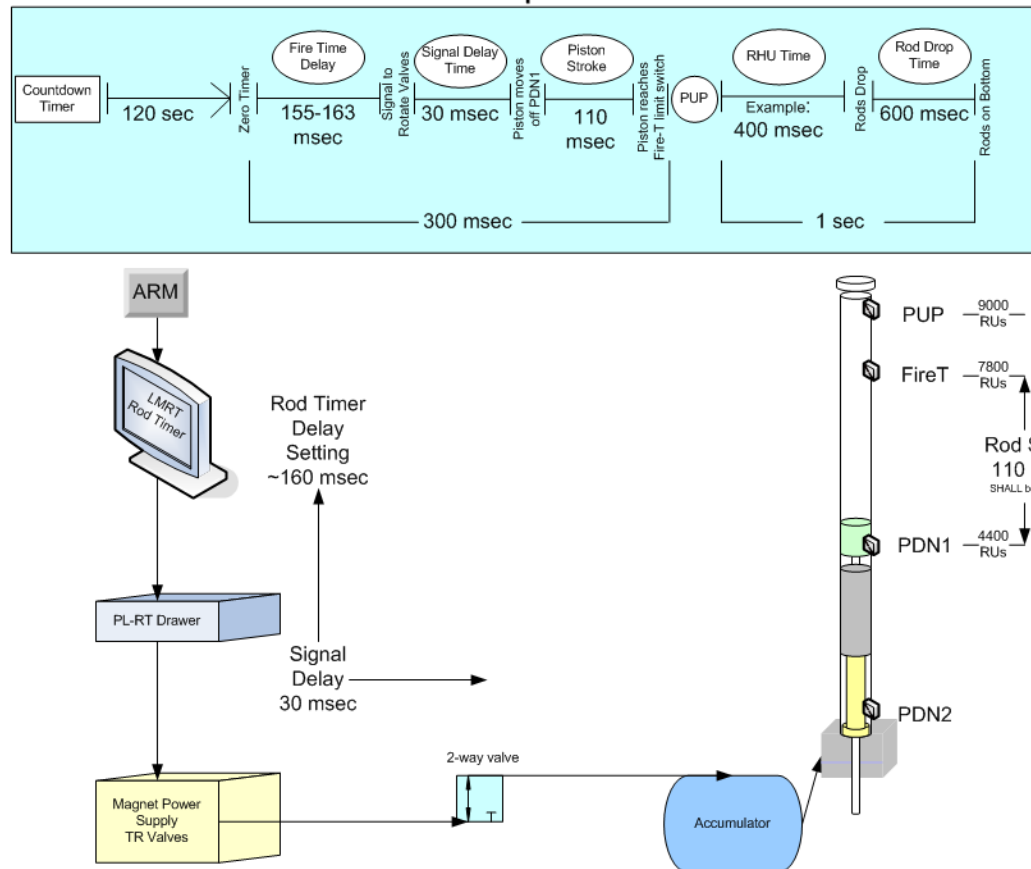 Countdown
Timer
120 sec
Zero Timer
Fire Time
Delay
155-163
msec
Signal to
Rotate Valves
Signal Delay
Time
30 msec
Piston moves
off PDN1
Piston
Stroke
110
msec
Piston reaches
Fire-T limit switch
PUP
RHU Time
Example:
400 msec
Rods Drop
Rod Drop
Time
600 msec
Rods on Bottom
300 msec
1 sec
ARM
LMRT
Rod Timer
Rod Timer
Delay
Setting
~160 msec
PL-RT Drawer
Signal
Delay
30 msec
Magnet Power
Supply
TR Valves
2-way valve
Accumulator
PUP
9000
RUs
FireT
7800
RUs
Rod
110
SHALL
PDN1
4400
RUs
PDN2